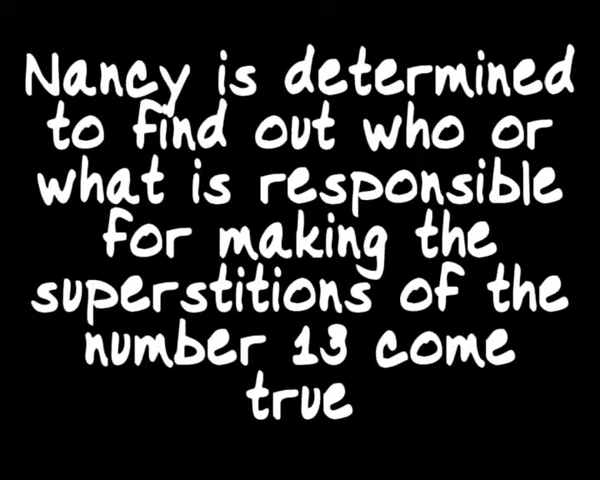 Nancy is determined
to find out who or
what is responsible
for making the
superstitions of the
number 13 come
true